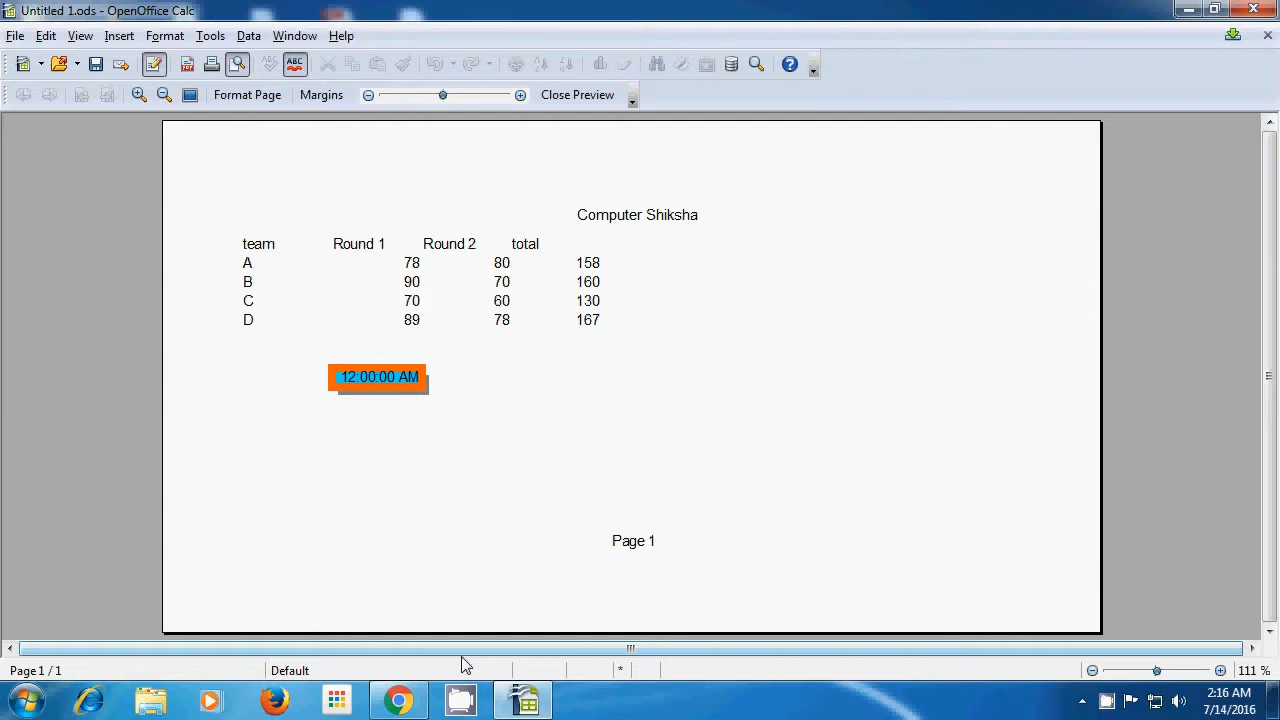 Untitled 1.ods - OpenOffice Calc
File Edit View Insert Format Tools Data Window Help
ABC
Format Page Margins Close Preview
Computer Shiksha
team Round 1 Round 2 total
A 78 80 158
B 90 70 160
C 70 60 130
D 89 78 167
12:00:00 AM
Page 1
Page 1 / 1 Default * 111 %
2:16 AM
7/14/2016